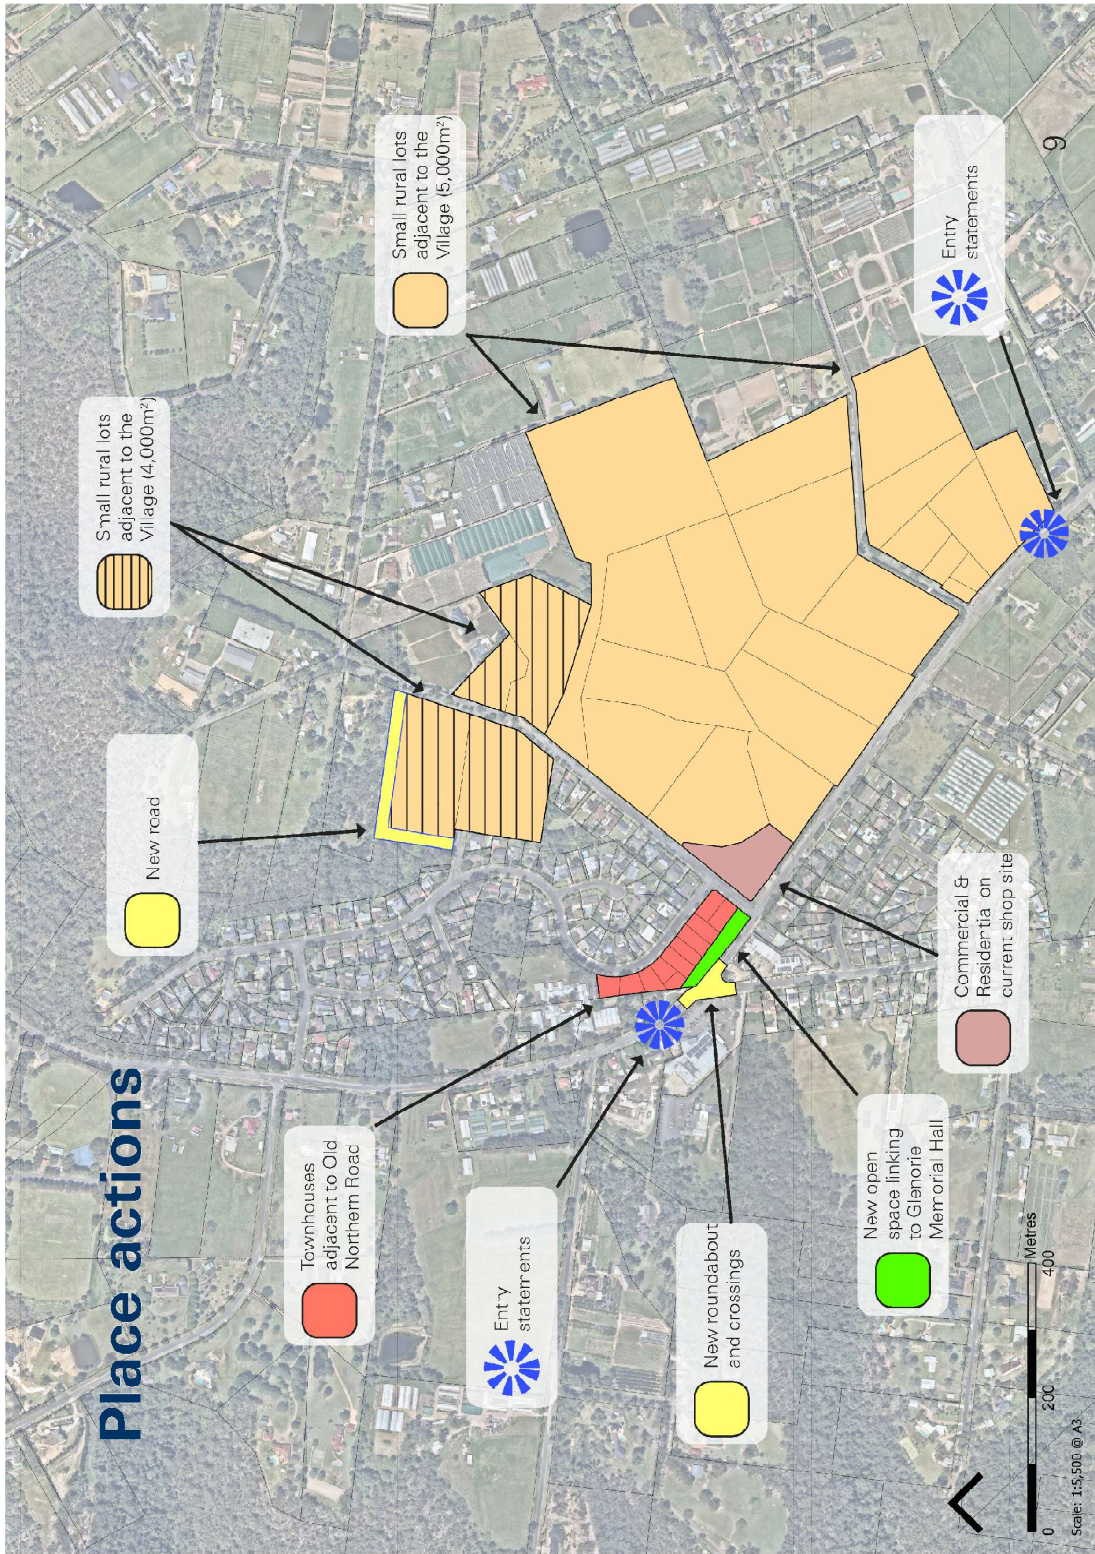 Place actions
New road
Small rural lots
adjacent to the
Village (4,000m²)
Small rural lots
adjacent to the
Village (5,000m²)
Townhouses
adjacent to Old
Northern Road
Entry
statements
New roundabout
and crossings
New open
space linking
to Glenorie
Memorial Hall
Commercial &
Residentia on
current shop site
Entry
statements
0 200 400
Metres
Scale: 1:5,500 @ A3
9